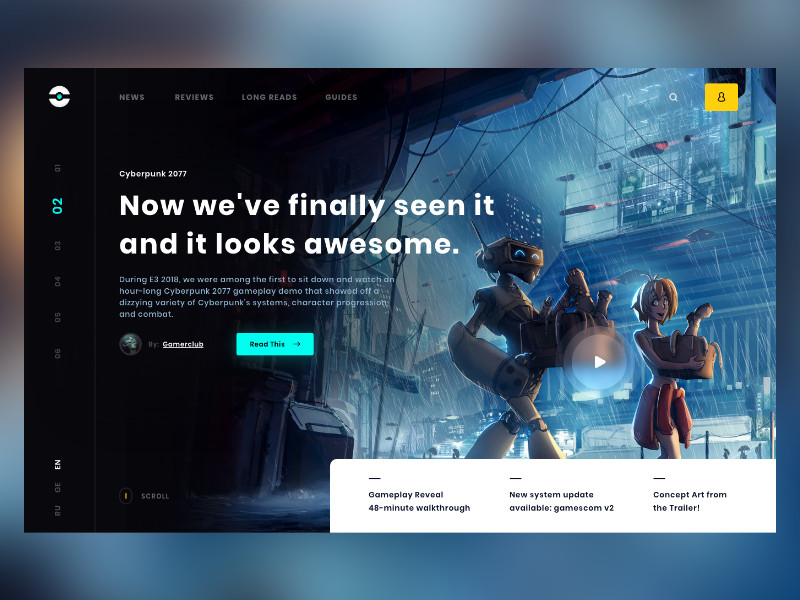 NEWS REVIEWS LONG READS GUIDES
01
02
03
04
05
06
EN
GE
RU
Cyberpunk 2077
Now we've finally seen it
and it looks awesome.
During E3 2018, we were among the first to sit down and watch an
hour-long Cyberpunk 2077 gameplay demo that showed off a
dizzying variety of Cyberpunk's systems, character progression,
and combat.
By: Gamerclub
Read This →
SCROLL
Gameplay Reveal
48-minute walkthrough
New system update
available: gamescom v2
Concept Art from
the Trailer!